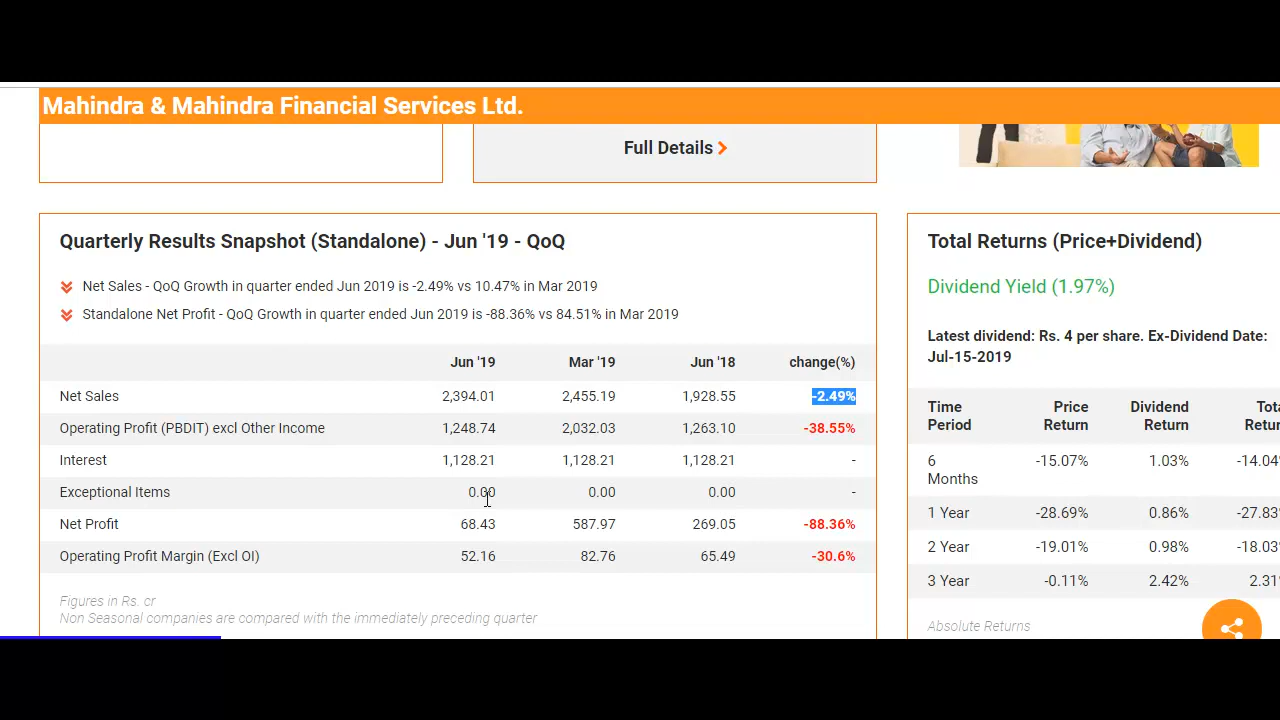 Mahindra & Mahindra Financial Services Ltd.
Full Details
Quarterly Results Snapshot (Standalone) - Jun '19 - QoQ
Net Sales - QoQ Growth in quarter ended Jun 2019 is -2.49% vs 10.47% in Mar 2019
Standalone Net Profit - QoQ Growth in quarter ended Jun 2019 is -88.36% vs 84.51% in Mar 2019
Jun '19 Mar '19 Jun '18 change(%)
Net Sales 2,394.01 2,455.19 1,928.55 -2.49%
Operating Profit (PBDIT) excl Other Income 1,248.74 2,032.03 1,263.10 -38.55%
Interest 1,128.21 1,128.21 1,128.21 -
Exceptional Items 0.00 0.00 0.00 -
Net Profit 68.43 587.97 269.05 -88.36%
Operating Profit Margin (Excl OI) 52.16 82.76 65.49 -30.6%
Figures in Rs. cr
Non Seasonal companies are compared with the immediately preceding quarter
Total Returns (Price+Dividend)
Dividend Yield (1.97%)
Latest dividend: Rs. 4 per share. Ex-Dividend Date:
Jul-15-2019
Time Price Dividend
Period Return Return
6 -15.07% 1.03% -14.04
Months
1 Year -28.69% 0.86% -27.83
2 Year -19.01% 0.98% -18.03
3 Year -0.11% 2.42% 2.31
Absolute Returns